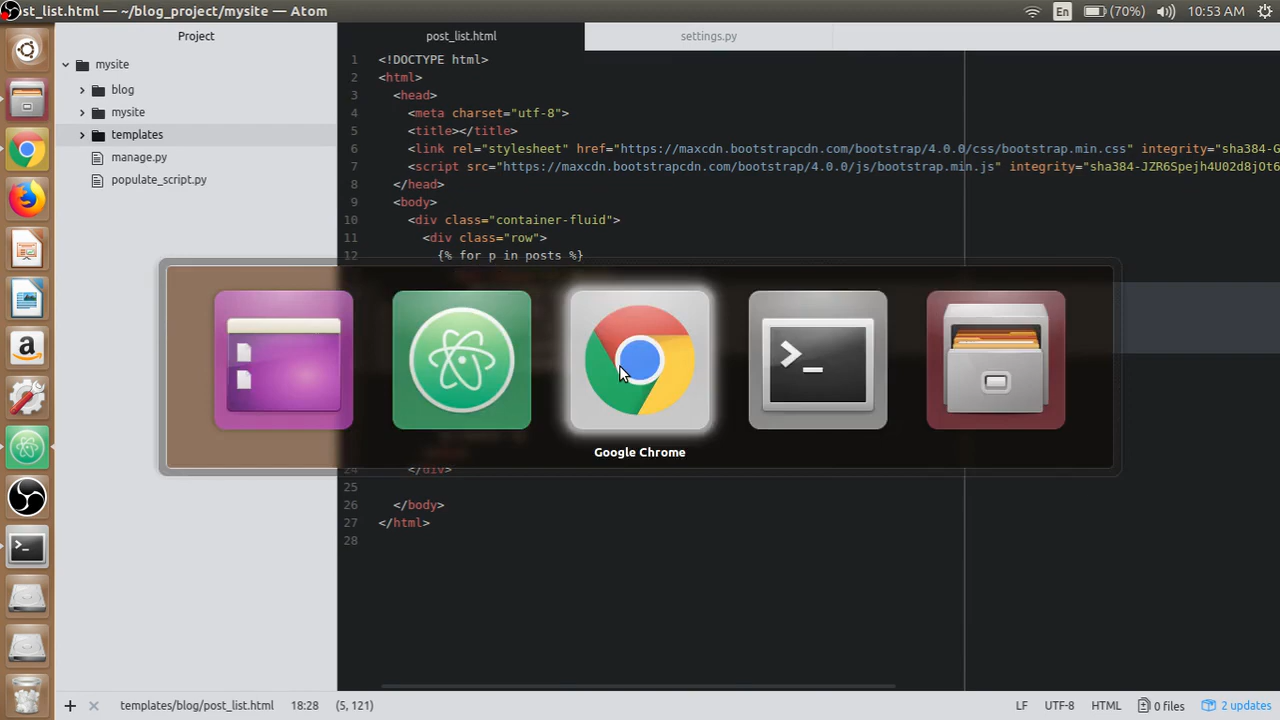 st_list.html — ~/blog_project/mysite — Atom
En
(70%)
10:53 AM
Project
post_list.html
settings.py
mysite
blog
mysite
templates
manage.py
populate_script.py
1 <!DOCTYPE html>
2 <html>
3 <head>
4 <meta charset="utf-8">
5 <title></title>
6 <link rel="stylesheet" href="https://maxcdn.bootstrapcdn.com/bootstrap/4.0.0/css/bootstrap.min.css" integrity="sha384-G
7 <script src="https://maxcdn.bootstrapcdn.com/bootstrap/4.0.0/js/bootstrap.min.js" integrity="sha384-JZR6Spejh4U02d8jOt6
8 </head>
9 <body>
10 <div class="container-fluid">
11 <div class="row">
12 {% for p in posts %}
Google Chrome
24 </div>
25
26 </body>
27 </html>
28
templates/blog/post_list.html
18:28
(5, 121)
LF
UTF-8
HTML
0 files
2 updates